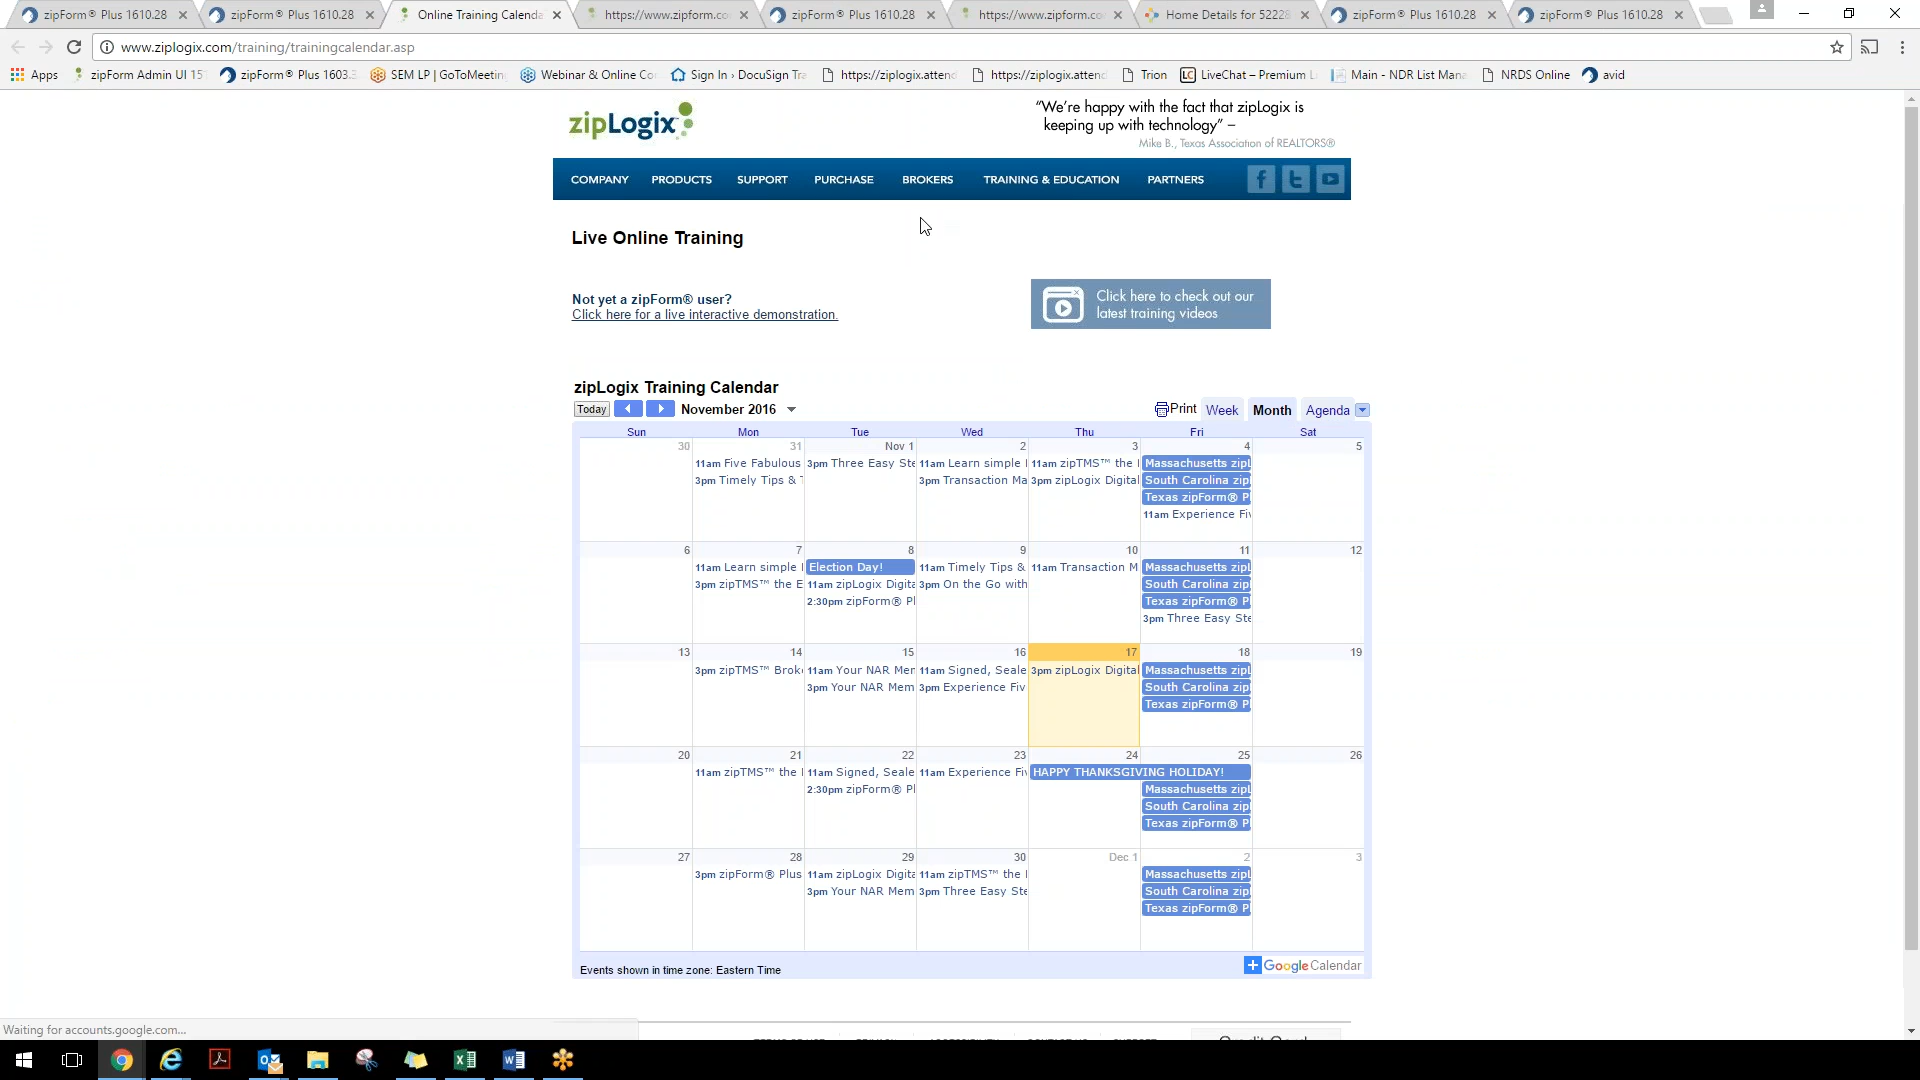 zipForm® Plus 1610.28
zipForm® Plus 1610.28
Online Training Calenda
https://www.zipform.co
zipForm® Plus 1610.28
https://www.zipform.co
Home Details for 52228
zipForm® Plus 1610.28
zipForm® Plus 1610.28
www.ziplogix.com/training/trainingcalendar.asp
Apps
zipForm Admin UI 15
zipForm® Plus 1603.3
SEM LP | GoToMeeting
Webinar & Online Co
Sign In › DocuSign Tra
https://ziplogix.attend
https://ziplogix.attend
Trion
LiveChat – Premium L
Main - NDR List Mana
NRDS Online
avid
zipLogix™
“We’re happy with the fact that zipLogix is
keeping up with technology” –
Mike B., Texas Association of REALTORS®
COMPANY PRODUCTS SUPPORT PURCHASE BROKERS TRAINING & EDUCATION PARTNERS
Live Online Training
Not yet a zipForm® user?
Click here for a live interactive demonstration.
Click here to check out our
latest training videos
zipLogix Training Calendar
Today November 2016 Print Week Month Agenda
Sun Mon Tue Wed Thu Fri Sat
30 31 Nov 1 2 3 4 5
11am Five Fabulous 3pm Three Easy Ste 11am Learn simple 11am zipTMS™ the Massachusetts zipL
3pm Timely Tips & T 3pm Transaction Ma 3pm zipLogix Digital South Carolina zipL
Texas zipForm® Pl
11am Experience Fiv
6 7 8 9 10 11 12
11am Learn simple Election Day! 11am Timely Tips & 11am Transaction M Massachusetts zipL
3pm zipTMS™ the E 11am zipLogix Digita 3pm On the Go with South Carolina zipL
2:30pm zipForm® Pl Texas zipForm® Pl
3pm Three Easy Ste
13 14 15 16 17 18 19
3pm zipTMS™ Brok 11am Your NAR Mem 11am Signed, Seale 3pm zipLogix Digital Massachusetts zipL
3pm Your NAR Mem 3pm Experience Fiv South Carolina zipL
Texas zipForm® Pl
20 21 22 23 24 25 26
11am zipTMS™ the 11am Signed, Seale 11am Experience Fiv HAPPY THANKSGIVING HOLIDAY!
2:30pm zipForm® Pl Massachusetts zipL
South Carolina zipL
Texas zipForm® Pl
27 28 29 30 Dec 1 2 3
3pm zipForm® Plus 11am zipLogix Digita 11am zipTMS™ the Massachusetts zipL
3pm Your NAR Mem 3pm Three Easy Ste South Carolina zipL
Texas zipForm® Pl
Events shown in time zone: Eastern Time
Google Calendar
Waiting for accounts.google.com...